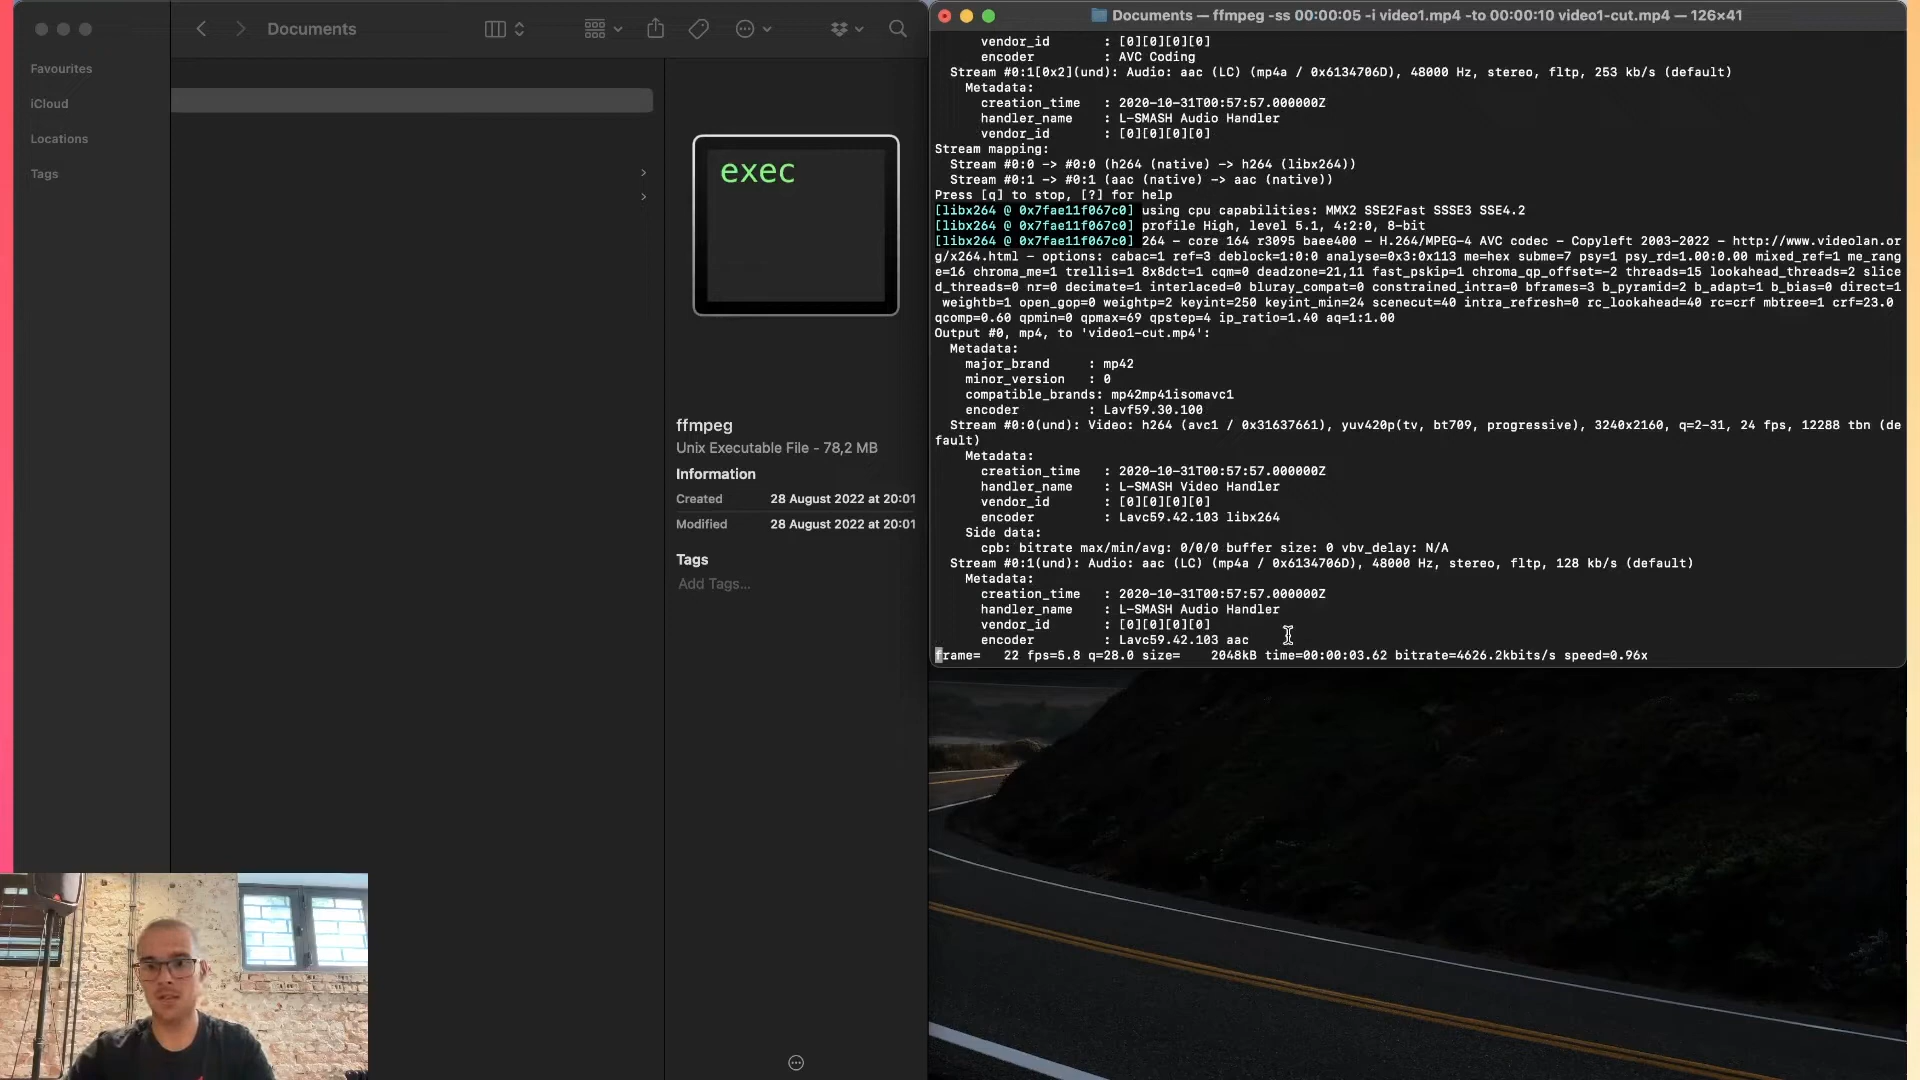 Documents
Favourites
iCloud
Locations
Tags
exec
ffmpeg
Unix Executable File - 78,2 MB
Information
Created 28 August 2022 at 20:01
Modified 28 August 2022 at 20:01
Tags
Add Tags...
Documents — ffmpeg -ss 00:00:05 -i video1.mp4 -to 00:00:10 video1-cut.mp4 — 126×41
vendor_id : [0][0][0][0]
encoder : AVC Coding
Stream #0:1[0x2](und): Audio: aac (LC) (mp4a / 0x6134706D), 48000 Hz, stereo, fltp, 253 kb/s (default)
Metadata:
creation_time : 2020-10-31T00:57:57.000000Z
handler_name : L-SMASH Audio Handler
vendor_id : [0][0][0][0]
Stream mapping:
Stream #0:0 -> #0:0 (h264 (native) -> h264 (libx264))
Stream #0:1 -> #0:1 (aac (native) -> aac (native))
Press [q] to stop, [?] for help
[libx264 @ 0x7fae11f067c0] using cpu capabilities: MMX2 SSE2Fast SSSE3 SSE4.2
[libx264 @ 0x7fae11f067c0] profile High, level 5.1, 4:2:0, 8-bit
[libx264 @ 0x7fae11f067c0] 264 - core 164 r3095 baee400 - H.264/MPEG-4 AVC codec - Copyleft 2003-2022 - http://www.videolan.or
g/x264.html - options: cabac=1 ref=3 deblock=1:0:0 analyse=0x3:0x113 me=hex subme=7 psy=1 psy_rd=1.00:0.00 mixed_ref=1 me_rang
e=16 chroma_me=1 trellis=1 8x8dct=1 cqm=0 deadzone=21,11 fast_pskip=1 chroma_qp_offset=-2 threads=15 lookahead_threads=2 slice
d_threads=0 nr=0 decimate=1 interlaced=0 bluray_compat=0 constrained_intra=0 bframes=3 b_pyramid=2 b_adapt=1 b_bias=0 direct=1
weightb=1 open_gop=0 weightp=2 keyint=250 keyint_min=24 scenecut=40 intra_refresh=0 rc_lookahead=40 rc=crf mbtree=1 crf=23.0
qcomp=0.60 qpmin=0 qpmax=69 qpstep=4 ip_ratio=1.40 aq=1:1.00
Output #0, mp4, to 'video1-cut.mp4':
Metadata:
major_brand : mp42
minor_version : 0
compatible_brands: mp42mp41isomavc1
encoder : Lavf59.30.100
Stream #0:0(und): Video: h264 (avc1 / 0x31637661), yuv420p(tv, bt709, progressive), 3240x2160, q=2-31, 24 fps, 12288 tbn (de
fault)
Metadata:
creation_time : 2020-10-31T00:57:57.000000Z
handler_name : L-SMASH Video Handler
vendor_id : [0][0][0][0]
encoder : Lavc59.42.103 libx264
Side data:
cpb: bitrate max/min/avg: 0/0/0 buffer size: 0 vbv_delay: N/A
Stream #0:1(und): Audio: aac (LC) (mp4a / 0x6134706D), 48000 Hz, stereo, fltp, 128 kb/s (default)
Metadata:
creation_time : 2020-10-31T00:57:57.000000Z
handler_name : L-SMASH Audio Handler
vendor_id : [0][0][0][0]
encoder : Lavc59.42.103 aac
frame= 22 fps=5.8 q=28.0 size= 2048kB time=00:00:03.62 bitrate=4626.2kbits/s speed=0.96x